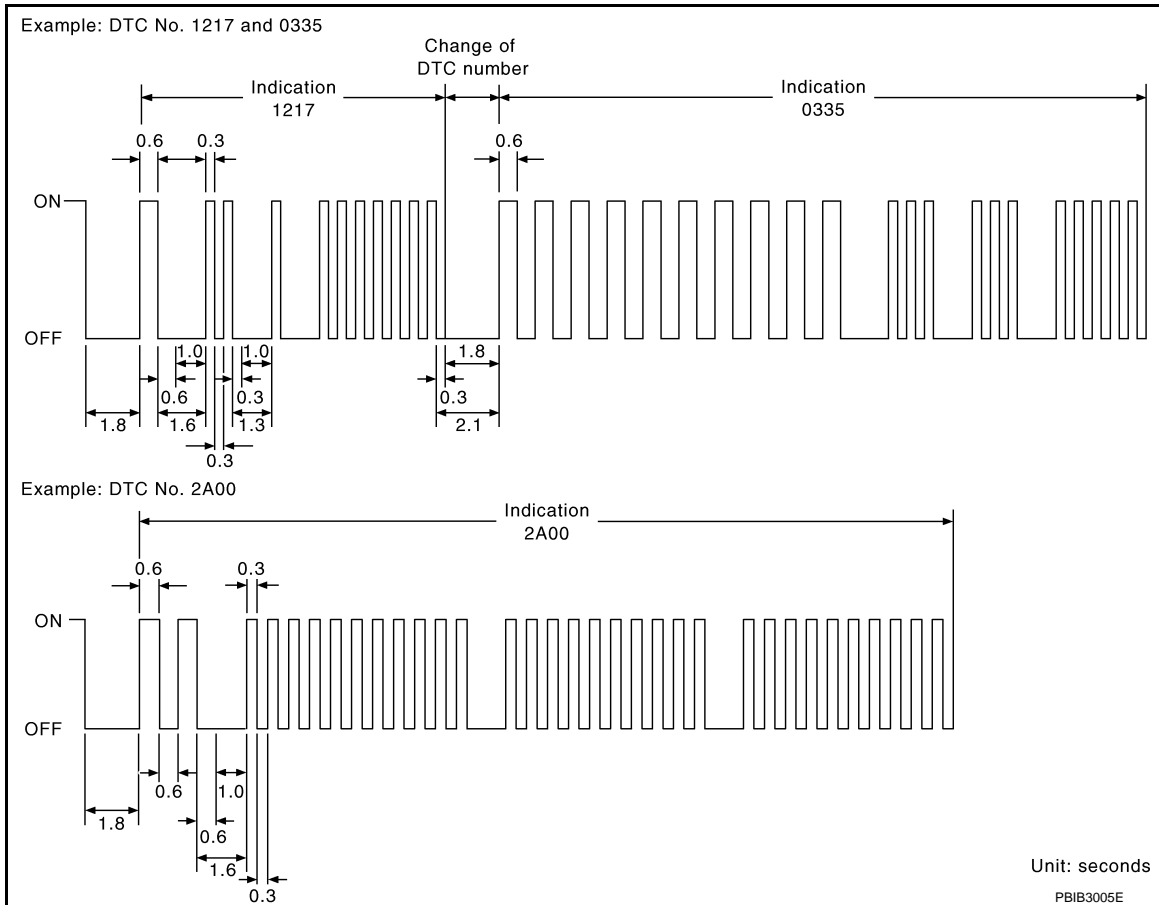 Example: DTC No. 1217 and 0335
Change of
DTC number
Indication
1217
Indication
0335
0.6
0.3
0.6
ON
OFF
1.0
1.0
1.8
0.6
0.3
0.3
1.8
1.6
1.3
2.1
0.3
Example: DTC No. 2A00
Indication
2A00
0.6
0.3
ON
OFF
0.6
1.0
1.8
0.6
1.6
0.3
Unit: seconds
PBIB3005E